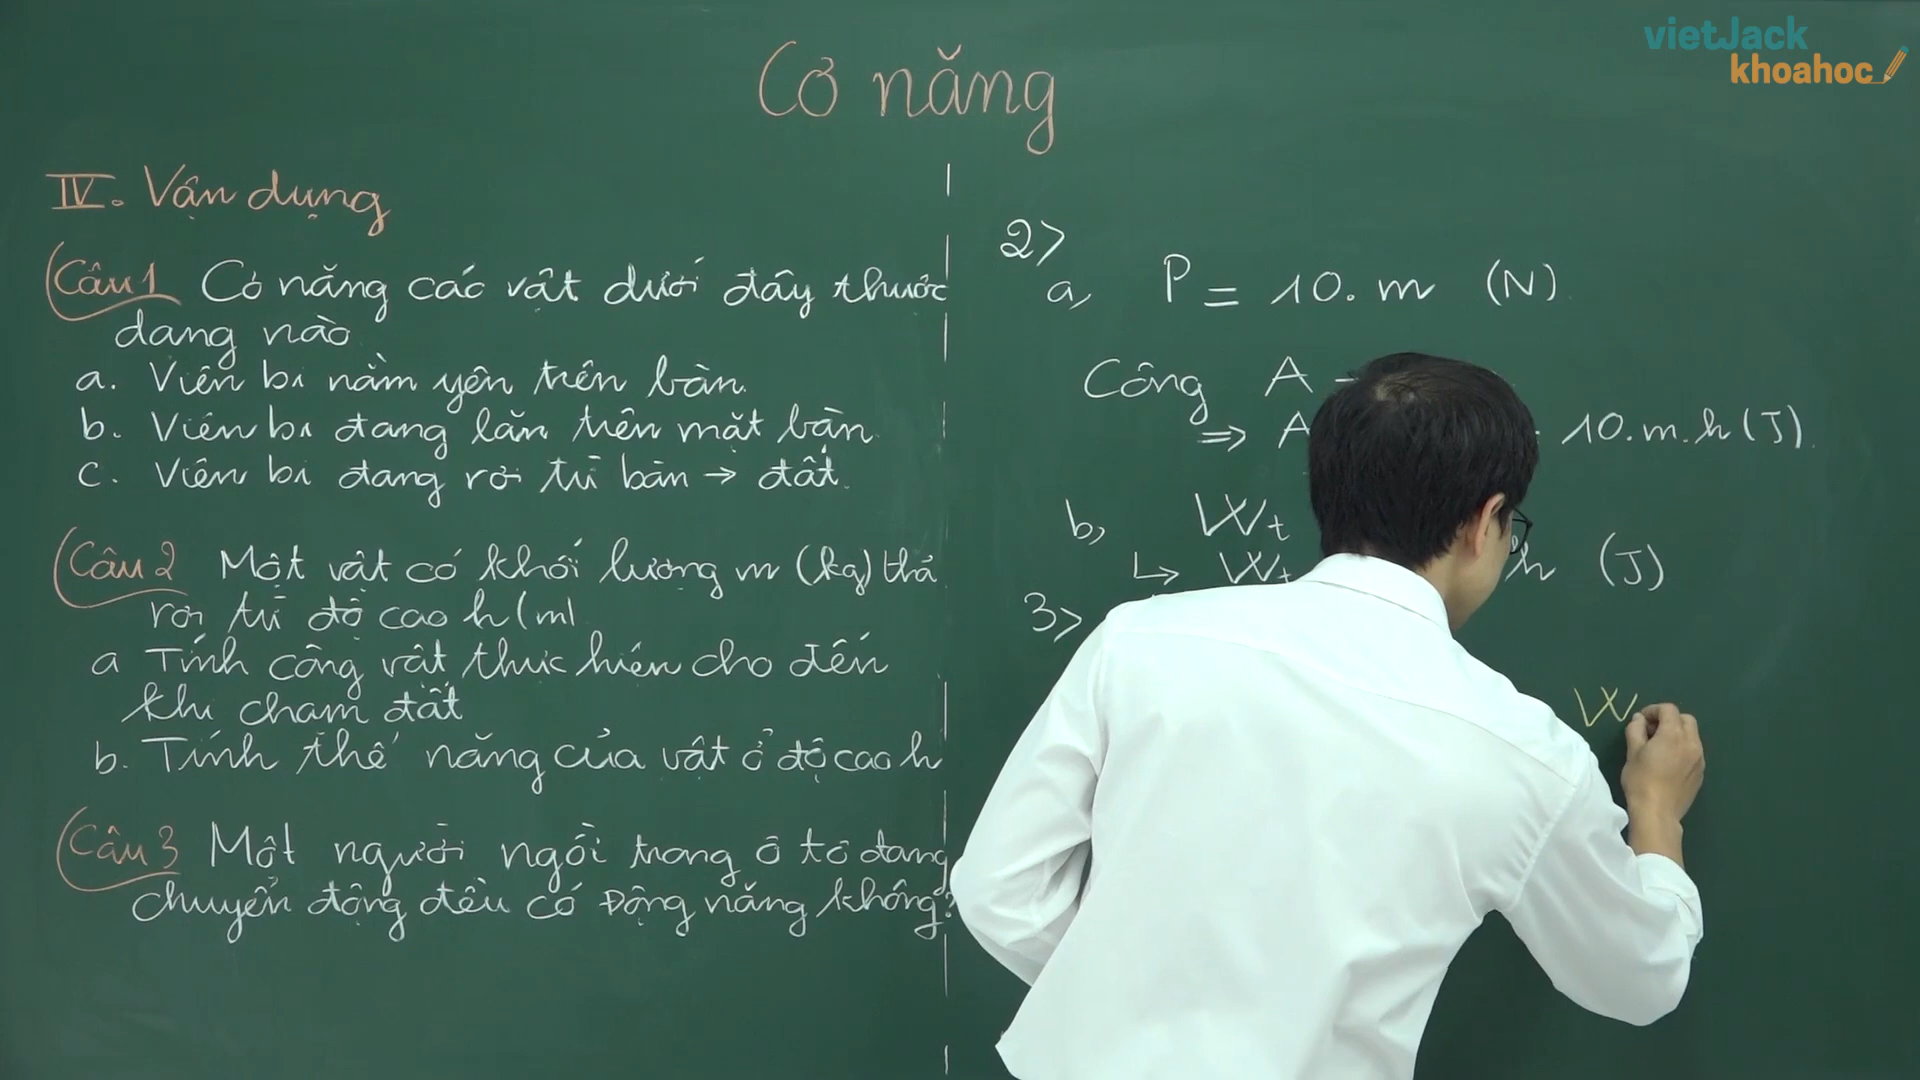 vietJack
khoahoc
Cơ năng
IV. Vận dụng
Câu 1 Cơ năng các vật dưới đây thuộc
dạng nào
a. Viên bi nằm yên trên bàn.
b. Viên bi đang lăn trên mặt bàn
c. Viên bi đang rơi từ bàn → đất.
Câu 2 Một vật có khối lượng m (kg) thả
rơi từ độ cao h (m)
a Tính công vật thực hiện cho đến
khi chạm đất
b. Tính thế năng của vật ở độ cao h
Câu 3 Một người ngồi trong ô tô đang
chuyển động đều có Động năng không?
2>
a, P = 10. m (N)
Công A
=> A 10.m.h (J).
b, Wt
↳ Wt h (J)
3>
W